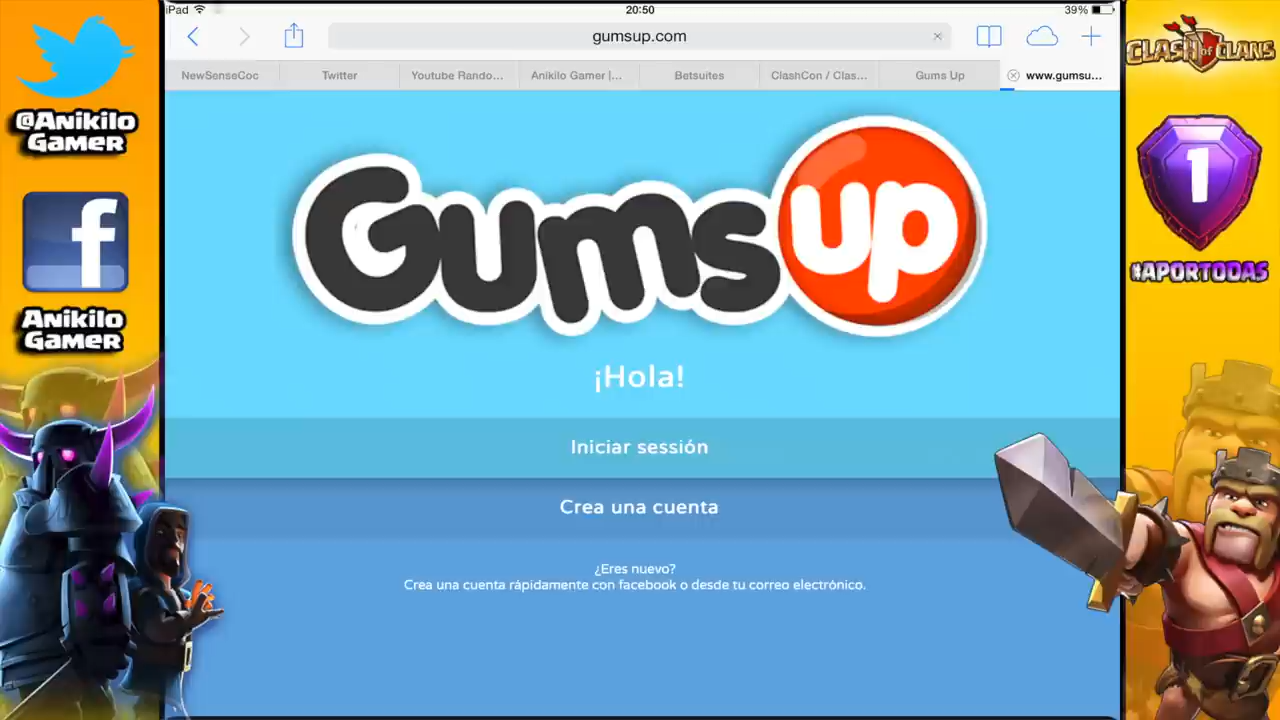 iPad
20:50
39%
gumsup.com
NewSenseCoc
Twitter
Youtube Rando...
Anikilo Gamer |...
Betsuites
ClashCon / Clas...
Gums Up
www.gumsu...
@Anikilo
Gamer
f
Anikilo
Gamer
Gums up
¡Hola!
Iniciar sesión
Crea una cuenta
¿Eres nuevo?
Crea una cuenta rápidamente con facebook o desde tu correo electrónico.
CLASH OF CLANS
1
#APORTODAS